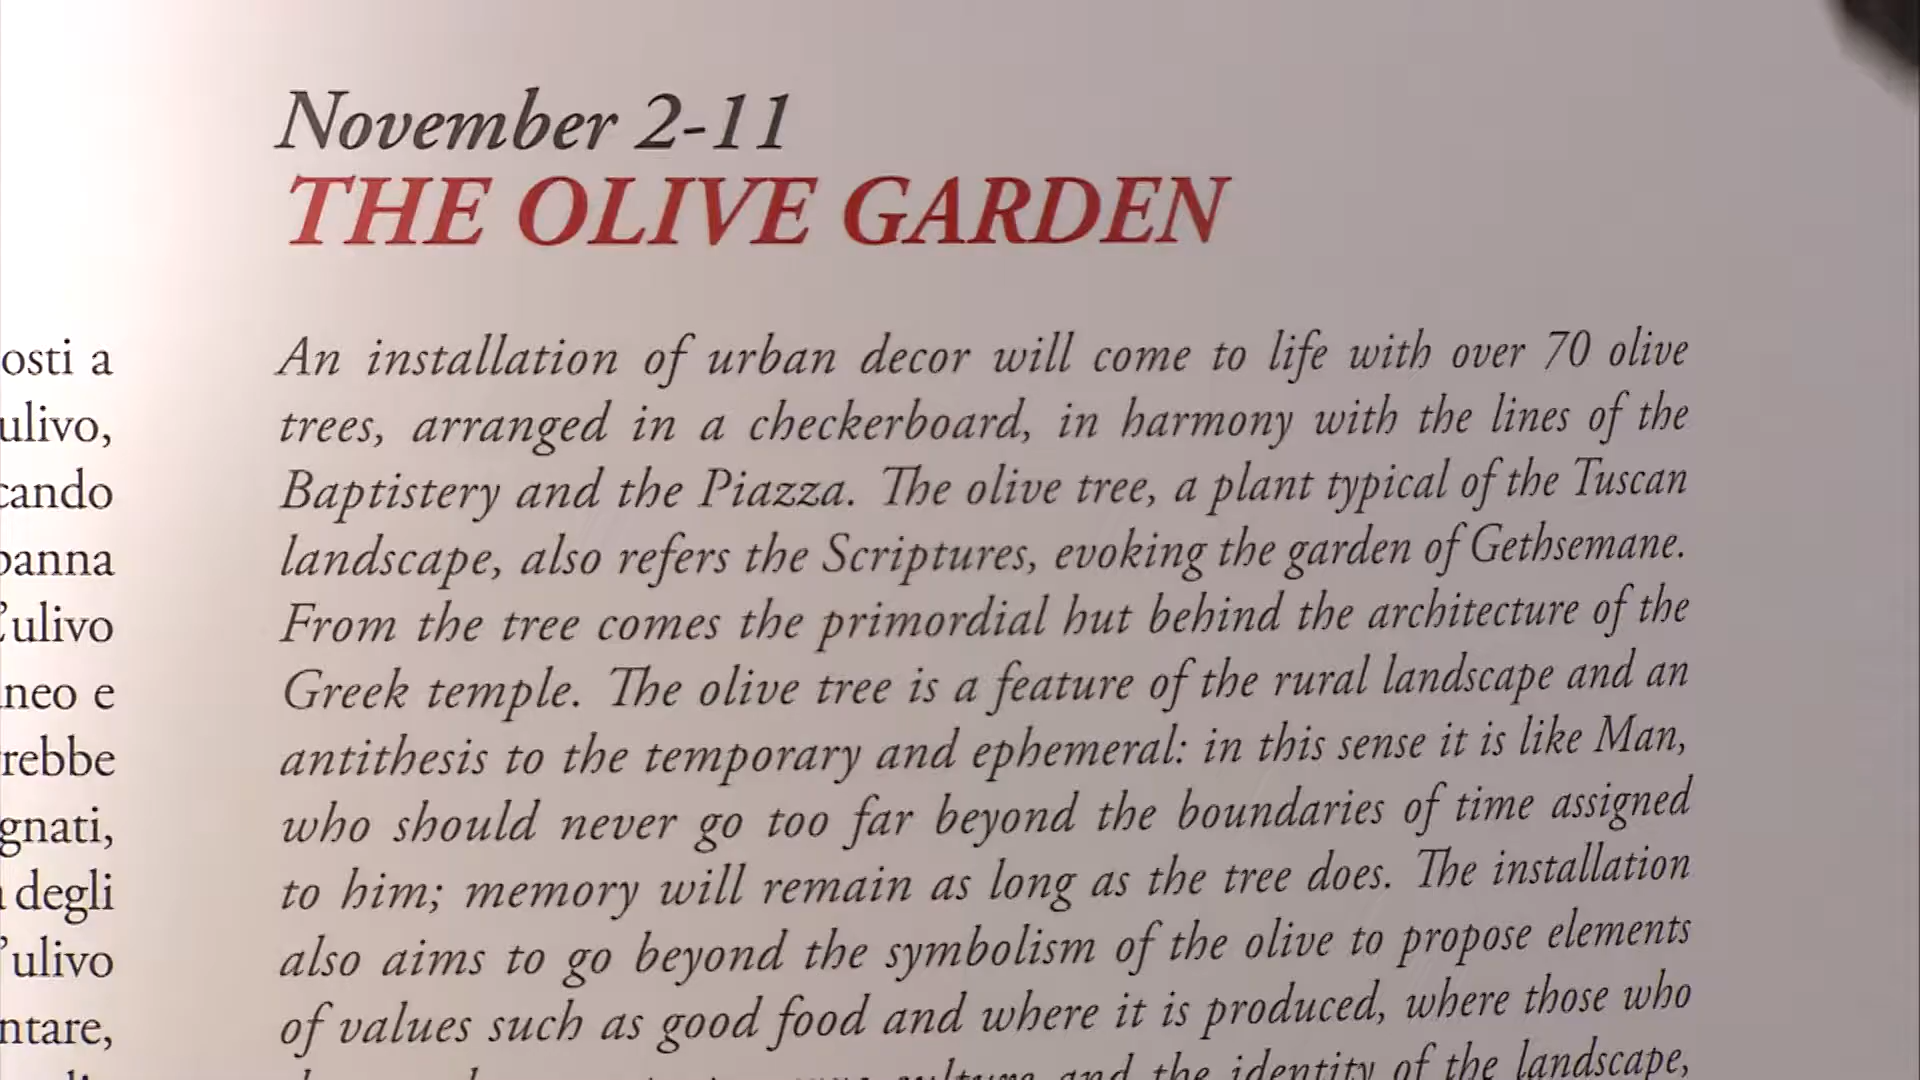 November 2-11
THE OLIVE GARDEN
An installation of urban decor will come to life with over 70 olive
trees, arranged in a checkerboard, in harmony with the lines of the
Baptistery and the Piazza. The olive tree, a plant typical of the Tuscan
landscape, also refers the Scriptures, evoking the garden of Gethsemane.
From the tree comes the primordial hut behind the architecture of the
Greek temple. The olive tree is a feature of the rural landscape and an
antithesis to the temporary and ephemeral: in this sense it is like Man,
who should never go too far beyond the boundaries of time assigned
to him; memory will remain as long as the tree does. The installation
also aims to go beyond the symbolism of the olive to propose elements
of values such as good food and where it is produced, where those who
culture and the identity of the landscape,
osti a
ulivo,
cando
panna
L'ulivo
neo e
rebbe
gnati,
degli
'ulivo
ntare,